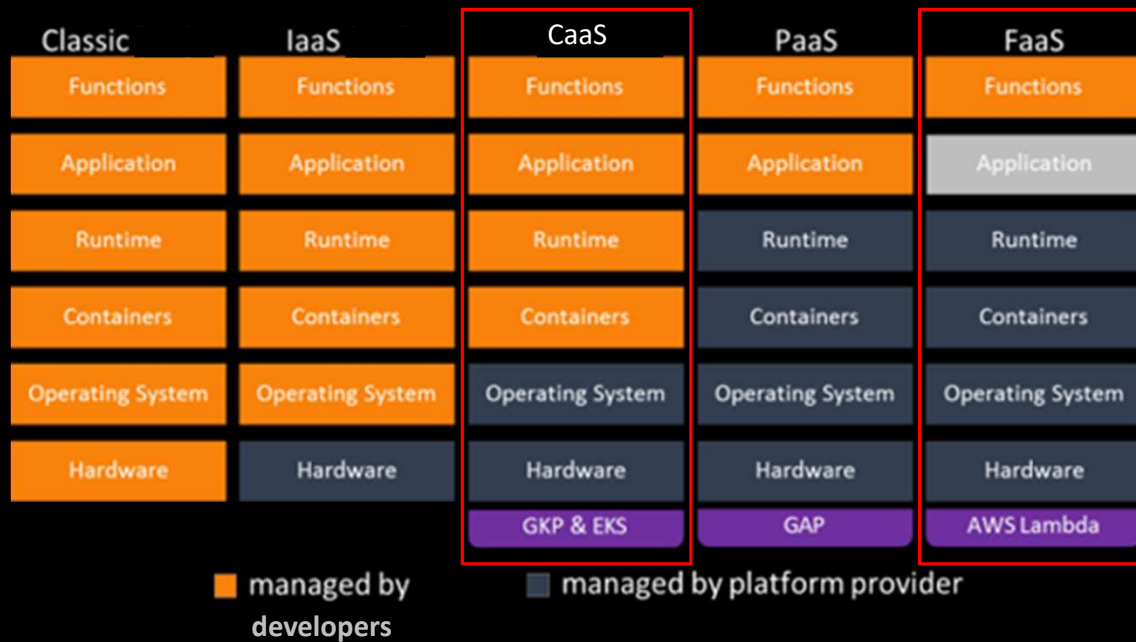 Classic IaaS CaaS PaaS FaaS
Functions Functions Functions Functions Functions
Application Application Application Application Application
Runtime Runtime Runtime Runtime Runtime
Containers Containers Containers Containers Containers
Operating System Operating System Operating System Operating System Operating System
Hardware Hardware Hardware Hardware Hardware
GKP & EKS GAP AWS Lambda
managed by managed by platform provider
developers